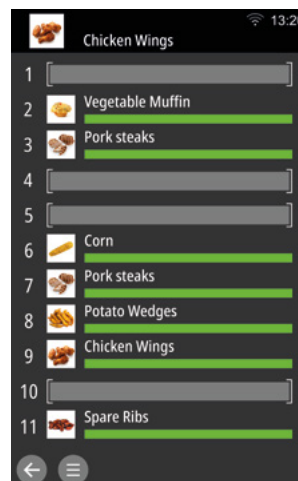 13:20
Chicken Wings
1
2 Vegetable Muffin
3 Pork steaks
4
5
6 Corn
7 Pork steaks
8 Potato Wedges
9 Chicken Wings
10
11 Spare Ribs